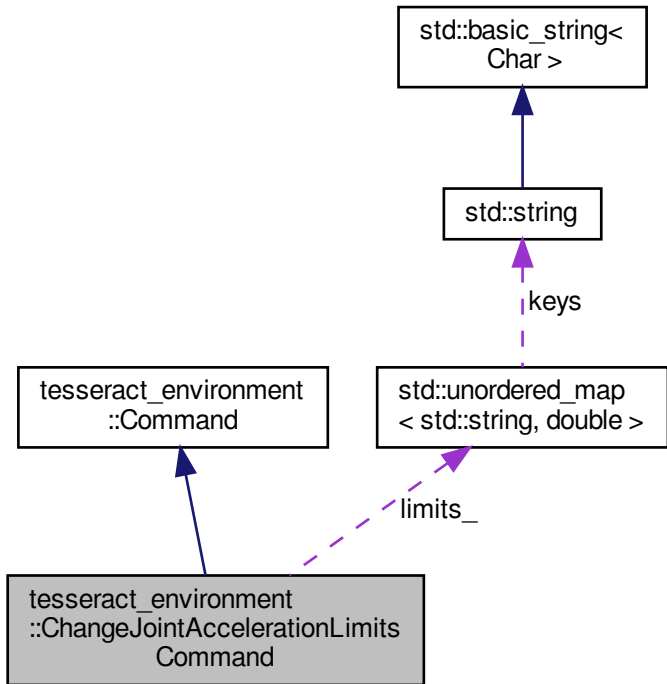 std::basic_string<
Char >
std::string
keys
tesseract_environment
::Command
std::unordered_map
< std::string, double >
limits_
tesseract_environment
::ChangeJointAccelerationLimits
Command